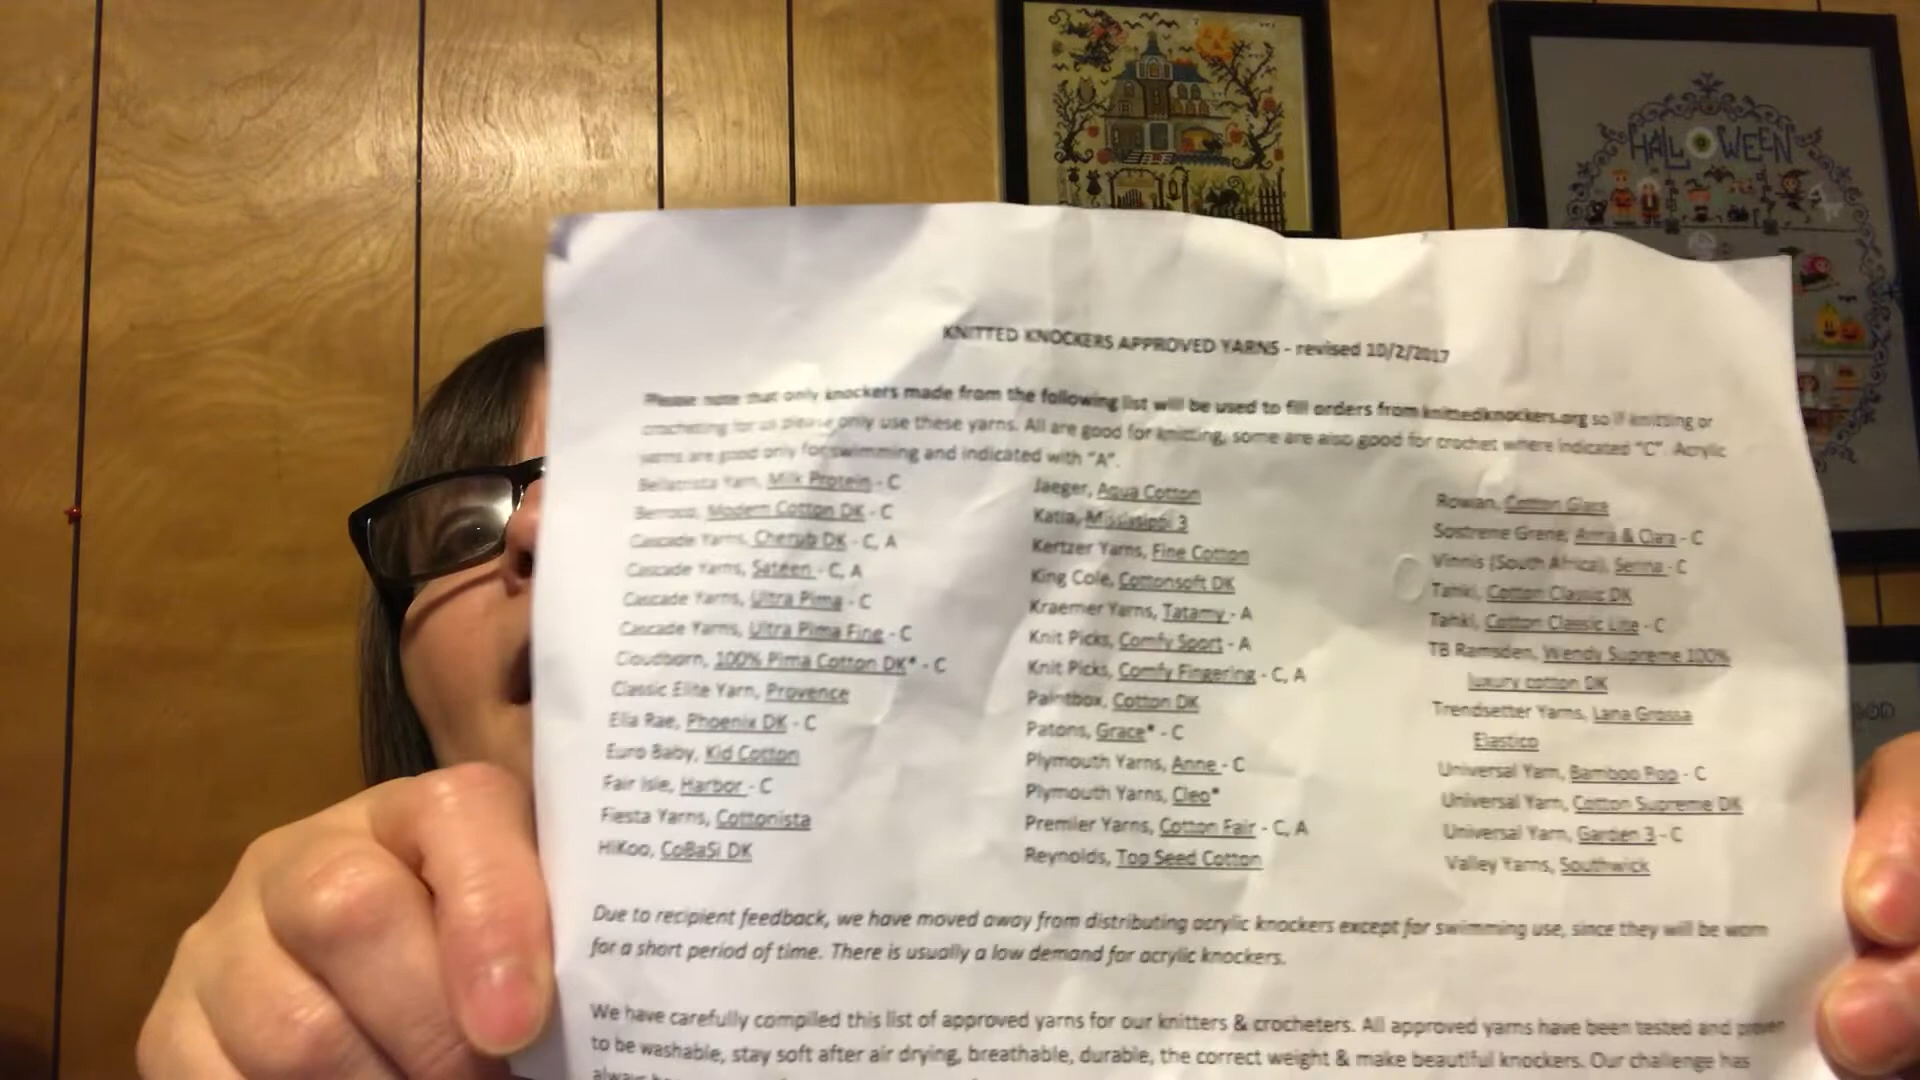 HALLOWEEN
KNITTED KNOCKERS APPROVED YARNS - revised 10/2/2017
Please note that only knockers made from the following list will be used to fill orders from knittedknockers.org so if knitting or
crocheting for us please only use these yarns. All are good for knitting, some are also good for crochet where indicated "C". Acrylic
yarns are good only for swimming and indicated with "A".
Bellatrista Yarn, Milk Protein - C
Berroco, Modern Cotton DK - C
Cascade Yarns, Cherub DK - C, A
Cascade Yarns, Sateen - C, A
Cascade Yarns, Ultra Pima - C
Cascade Yarns, Ultra Pima Fine - C
Cloudborn, 100% Pima Cotton DK* - C
Classic Elite Yarn, Provence
Ella Rae, Phoenix DK - C
Euro Baby, Kid Cotton
Fair Isle, Harbor - C
Fiesta Yarns, Cottonista
HiKoo, CoBaSi DK
Jaeger, Aqua Cotton
Katia, Mississippi 3
Kertzer Yarns, Fine Cotton
King Cole, Cottonsoft DK
Kraemer Yarns, Tatamy - A
Knit Picks, Comfy Sport - A
Knit Picks, Comfy Fingering - C, A
Paintbox, Cotton DK
Patons, Grace* - C
Plymouth Yarns, Anne - C
Plymouth Yarns, Cleo*
Premier Yarns, Cotton Fair - C, A
Reynolds, Top Seed Cotton
Rowan, Cotton Glace
Sostrene Grene, Anna & Clara - C
Vinnis (South Africa), Serina - C
Tahki, Cotton Classic DK
Tahki, Cotton Classic Lite - C
TB Ramsden, Wendy Supreme 100%
luxury cotton DK
Trendsetter Yarns, Lana Grossa
Elastico
Universal Yarn, Bamboo Pop - C
Universal Yarn, Cotton Supreme DK
Universal Yarn, Garden 3 - C
Valley Yarns, Southwick
Due to recipient feedback, we have moved away from distributing acrylic knockers except for swimming use, since they will be worn
for a short period of time. There is usually a low demand for acrylic knockers.
We have carefully compiled this list of approved yarns for our knitters & crocheters. All approved yarns have been tested and proven
to be washable, stay soft after air drying, breathable, durable, the correct weight & make beautiful knockers. Our challenge has